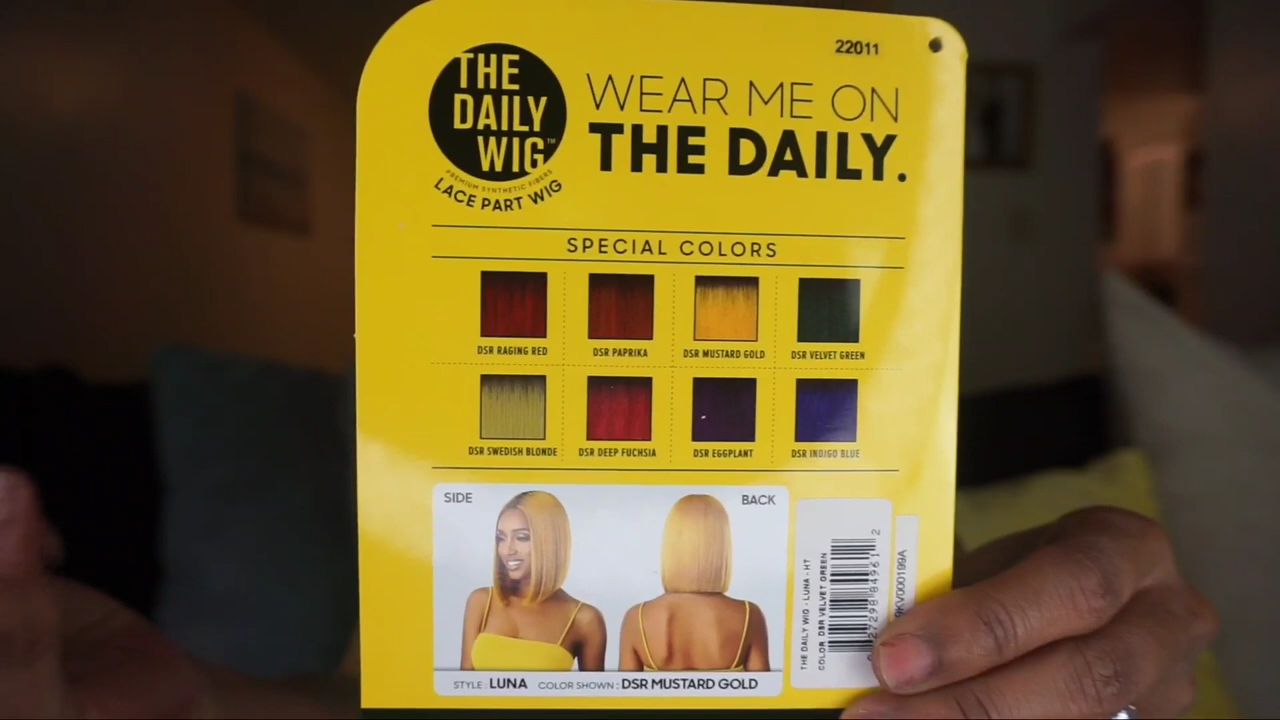 22011
THE
DAILY
WIG™
PREMIUM SYNTHETIC FIBERS
LACE PART WIG
WEAR ME ON
THE DAILY.
SPECIAL COLORS
DSR RAGING RED
DSR PAPRIKA
DSR MUSTARD GOLD
DSR VELVET GREEN
DSR SWEDISH BLONDE
DSR DEEP FUCHSIA
DSR EGGPLANT
DSR INDIGO BLUE
SIDE
BACK
STYLE: LUNA COLOR SHOWN: DSR MUSTARD GOLD
THE DAILY WIG - LUNA - HT
COLOR DSR VELVET GREEN